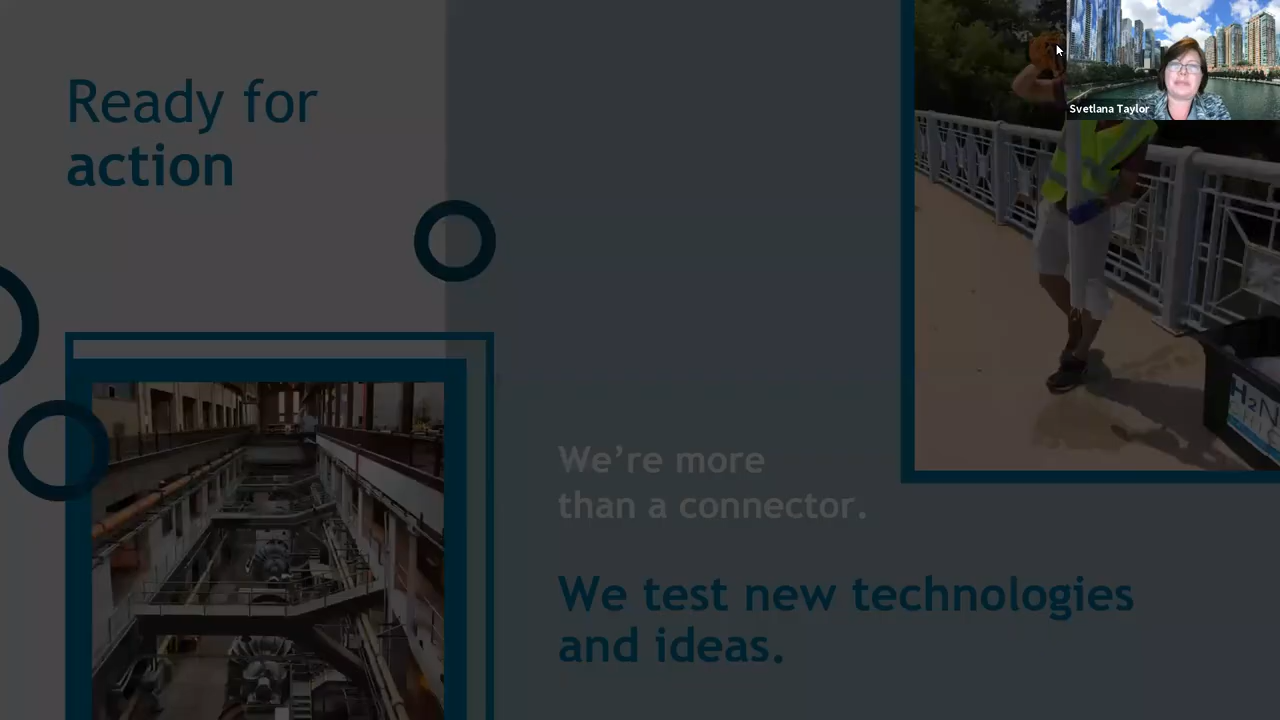 Ready for
action
Svetlana Taylor
We're more
than a connector.
We test new technologies
and ideas.